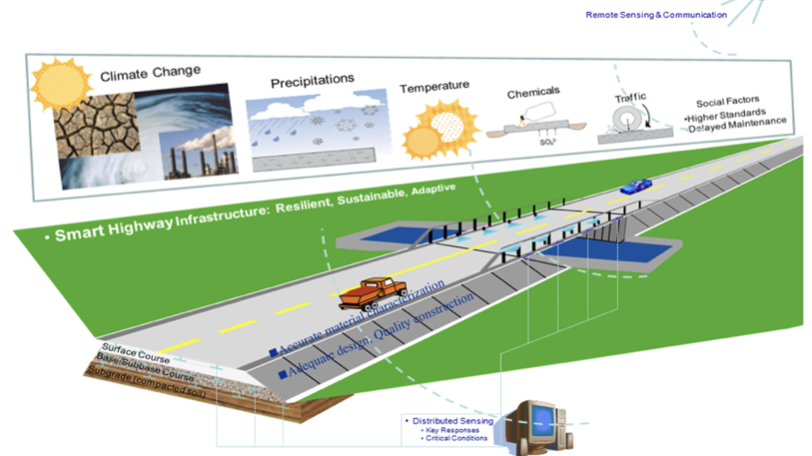 Remote Sensing & Communication
Climate Change
Precipitations
Temperature
Chemicals
SO₄²⁻
Traffic
Social Factors
•Higher Standards
Delayed Maintenance
• Smart Highway Infrastructure: Resilient, Sustainable, Adaptive
■Accurate material characterization
■Adequate design, Quality construction
Surface Course
Base/Subbase Course
Subgrade (compacted soil)
• Distributed Sensing
• Key Responses
• Critical Conditions